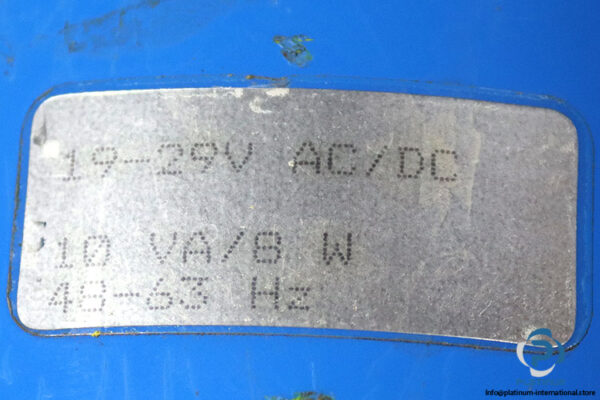 19-29V AC/DC
10 VA/8 W
48-63 Hz
info@platinum-international.store